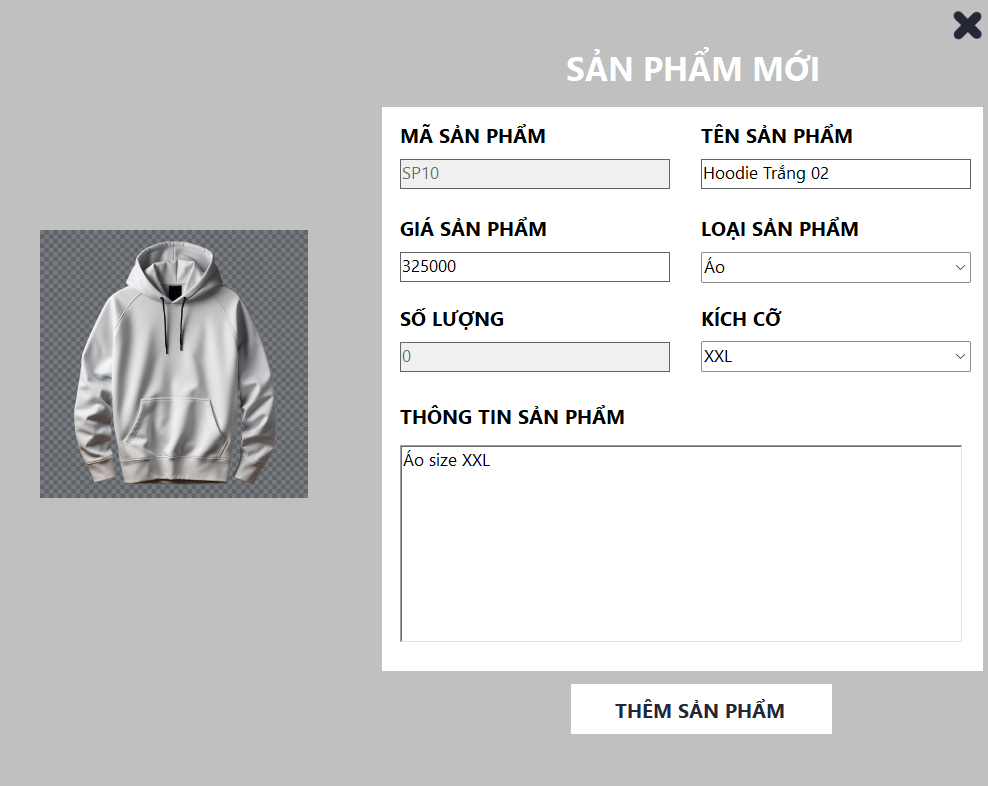 SẢN PHẨM MỚI
MÃ SẢN PHẨM
TÊN SẢN PHẨM
SP10
Hoodie Trắng 02
GIÁ SẢN PHẨM
LOẠI SẢN PHẨM
325000
Áo
SỐ LƯỢNG
KÍCH CỠ
0
XXL
THÔNG TIN SẢN PHẨM
Áo size XXL
THÊM SẢN PHẨM